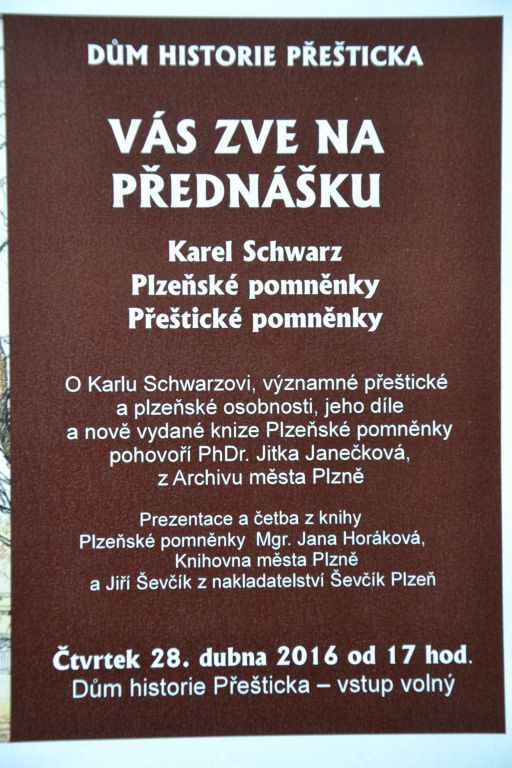 DŮM HISTORIE PŘEŠTICKA
VÁS ZVE NA
PŘEDNÁŠKU
Karel Schwarz
Plzeňské pomněnky
Přeštické pomněnky
O Karlu Schwarzovi, významné přeštické
a plzeňské osobnosti, jeho díle
a nově vydané knize Plzeňské pomněnky
pohovoří PhDr. Jitka Janečková,
z Archivu města Plzně
Prezentace a četba z knihy
Plzeňské pomněnky Mgr. Jana Horáková,
Knihovna města Plzně
a Jiří Ševčík z nakladatelství Ševčík Plzeň
Čtvrtek 28. dubna 2016 od 17 hod.
Dům historie Přešticka – vstup volný